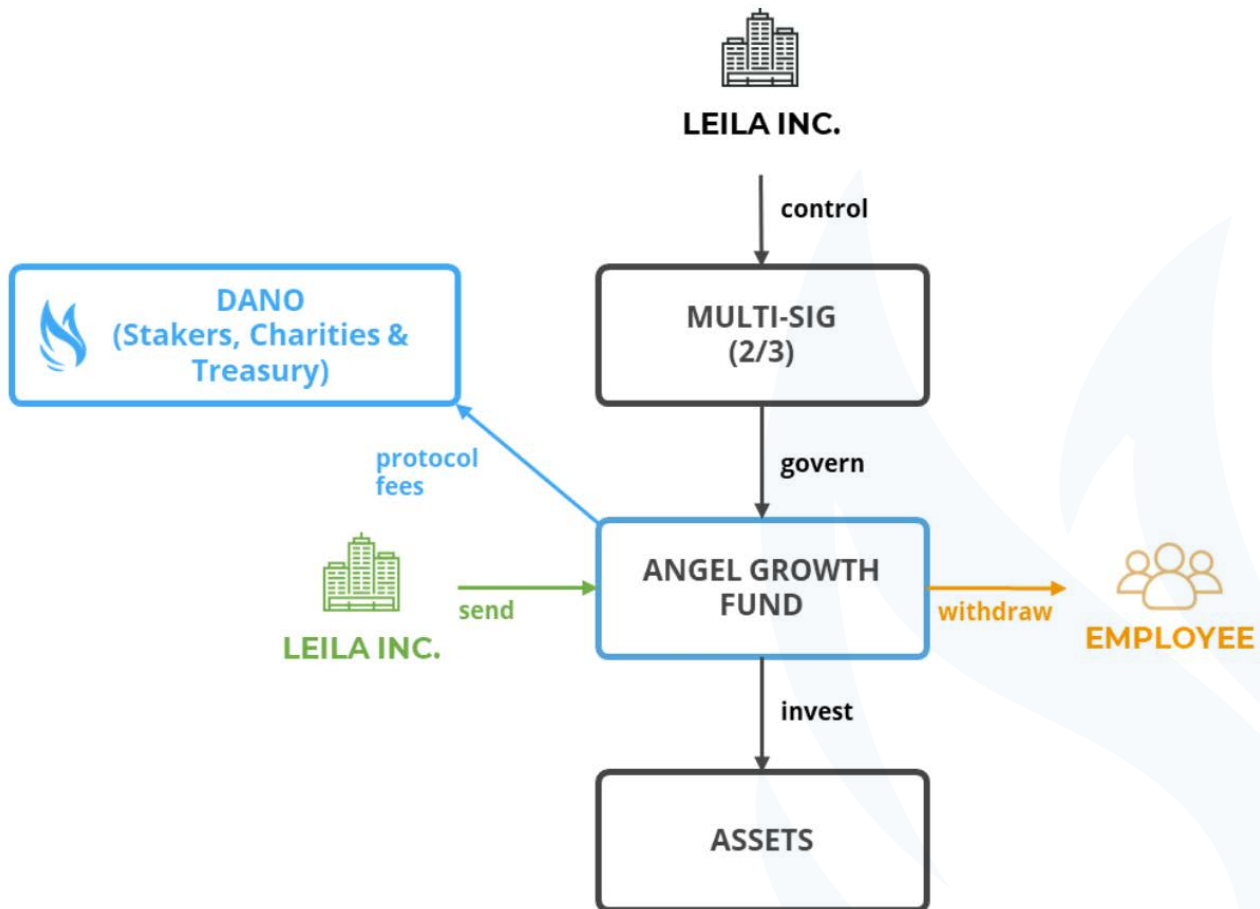 LEILA INC.
control
DANO
(Stakers, Charities &
Treasury)
MULTI-SIG
(2/3)
protocol
fees
govern
LEILA INC.
send
ANGEL GROWTH
FUND
withdraw
EMPLOYEE
invest
ASSETS